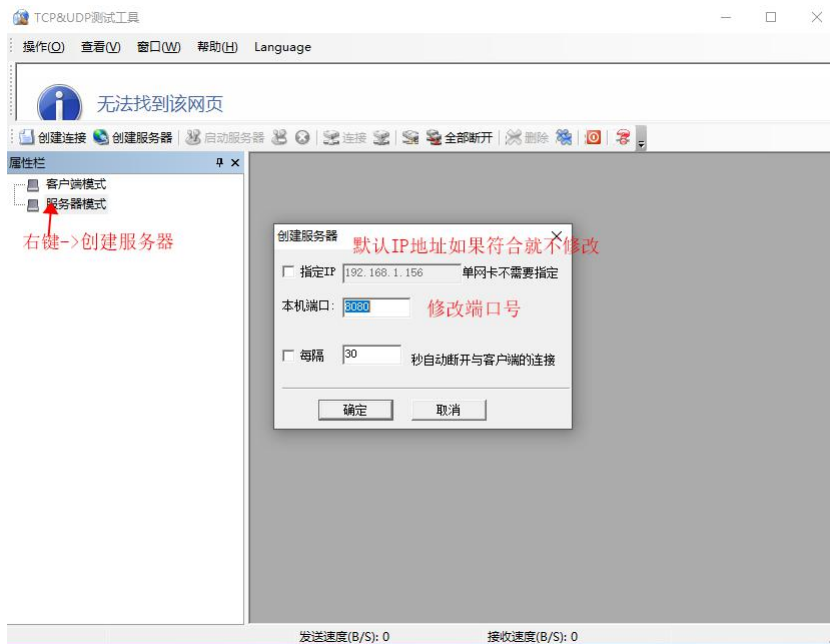 TCP&UDP测试工具
操作(O) 查看(V) 窗口(W) 帮助(H) Language
无法找到该网页
创建连接 创建服务器 启动服务器 连接 全部断开 删除
属性栏
客户端模式
服务器模式
右键->创建服务器
创建服务器
默认IP地址如果符合就不修改
指定IP 192.168.1.156 单网卡不需要指定
本机端口: 8080 修改端口号
每隔 30 秒自动断开与客户端的连接
确定 取消
发送速度(B/S): 0 接收速度(B/S): 0